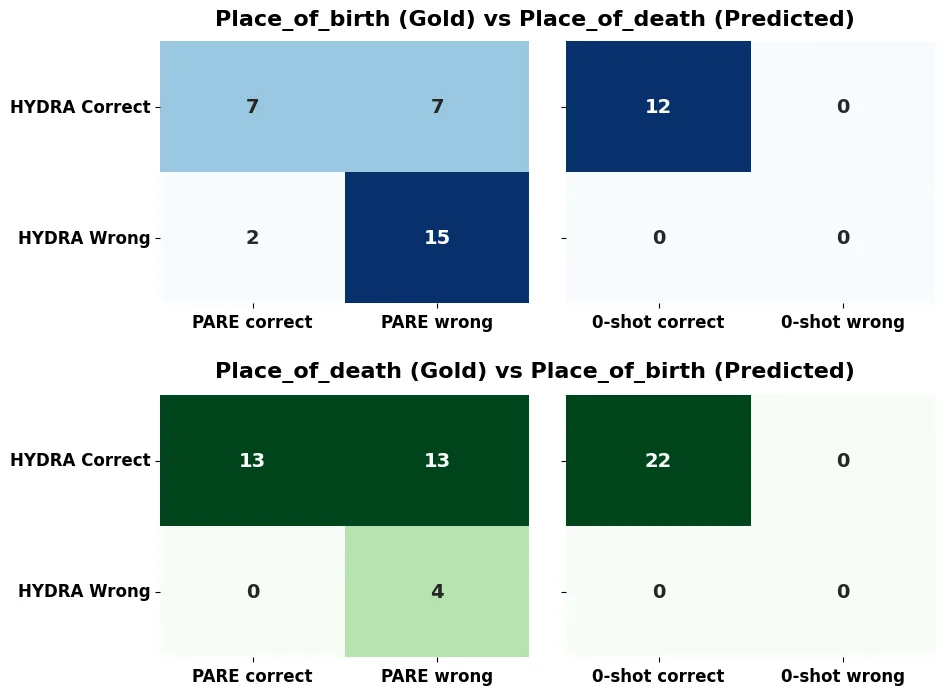 Place_of_birth (Gold) vs Place_of_death (Predicted)
HYDRA Correct 7 7 12 0
HYDRA Wrong 2 15 0 0
PARE correct PARE wrong 0-shot correct 0-shot wrong
Place_of_death (Gold) vs Place_of_birth (Predicted)
HYDRA Correct 13 13 22 0
HYDRA Wrong 0 4 0 0
PARE correct PARE wrong 0-shot correct 0-shot wrong